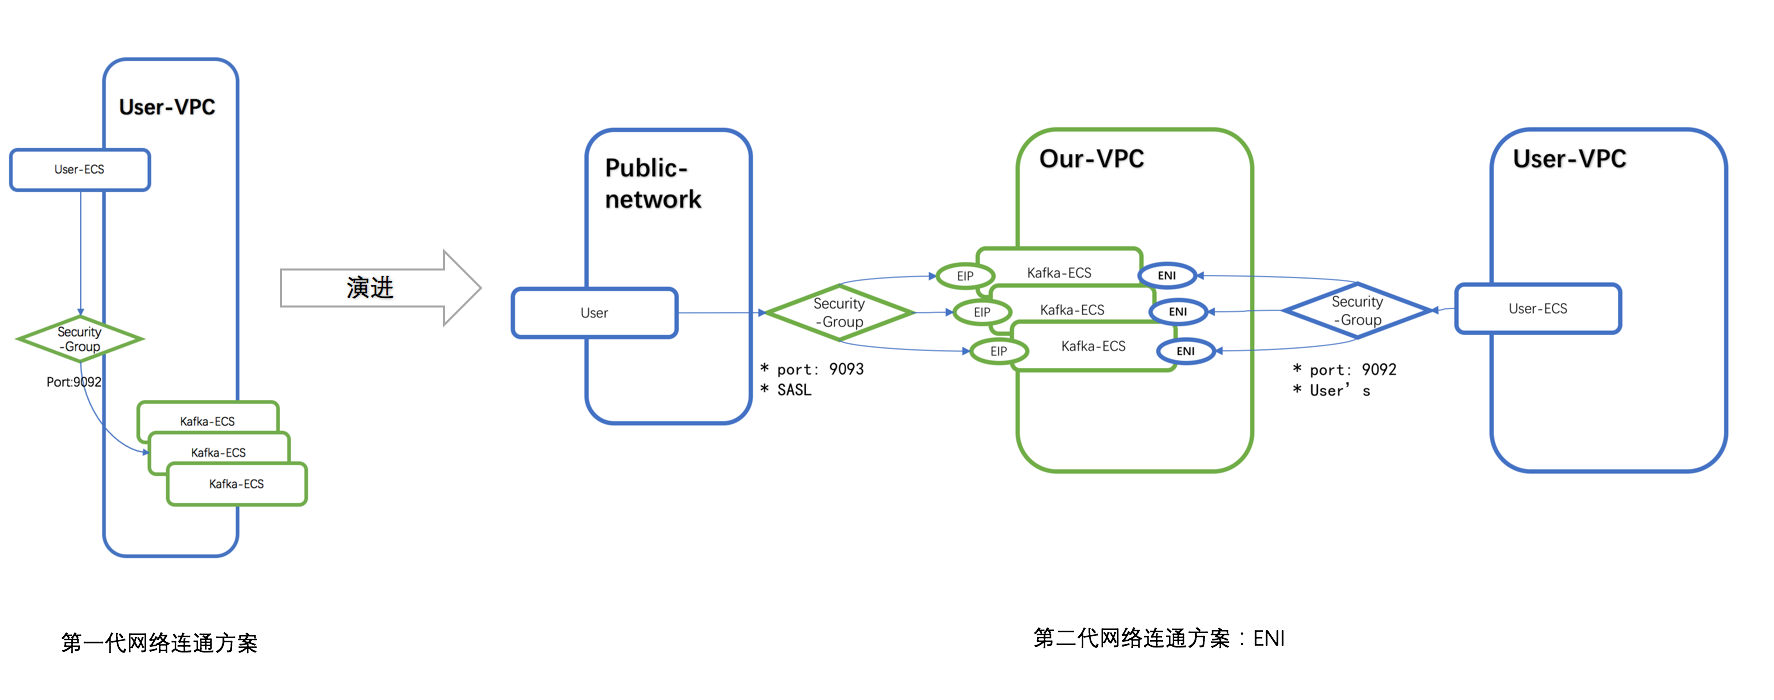 User-VPC
User-ECS
Security
-Group
Port:9092
Kafka-ECS
Kafka-ECS
Kafka-ECS
第一代网络连通方案
演进
Public-
network
User
Security
-Group
* port: 9093
* SASL
Our-VPC
EIP
Kafka-ECS
ENI
EIP
Kafka-ECS
ENI
EIP
Kafka-ECS
ENI
Security
-Group
* port: 9092
* User's
User-VPC
User-ECS
第二代网络连通方案：ENI